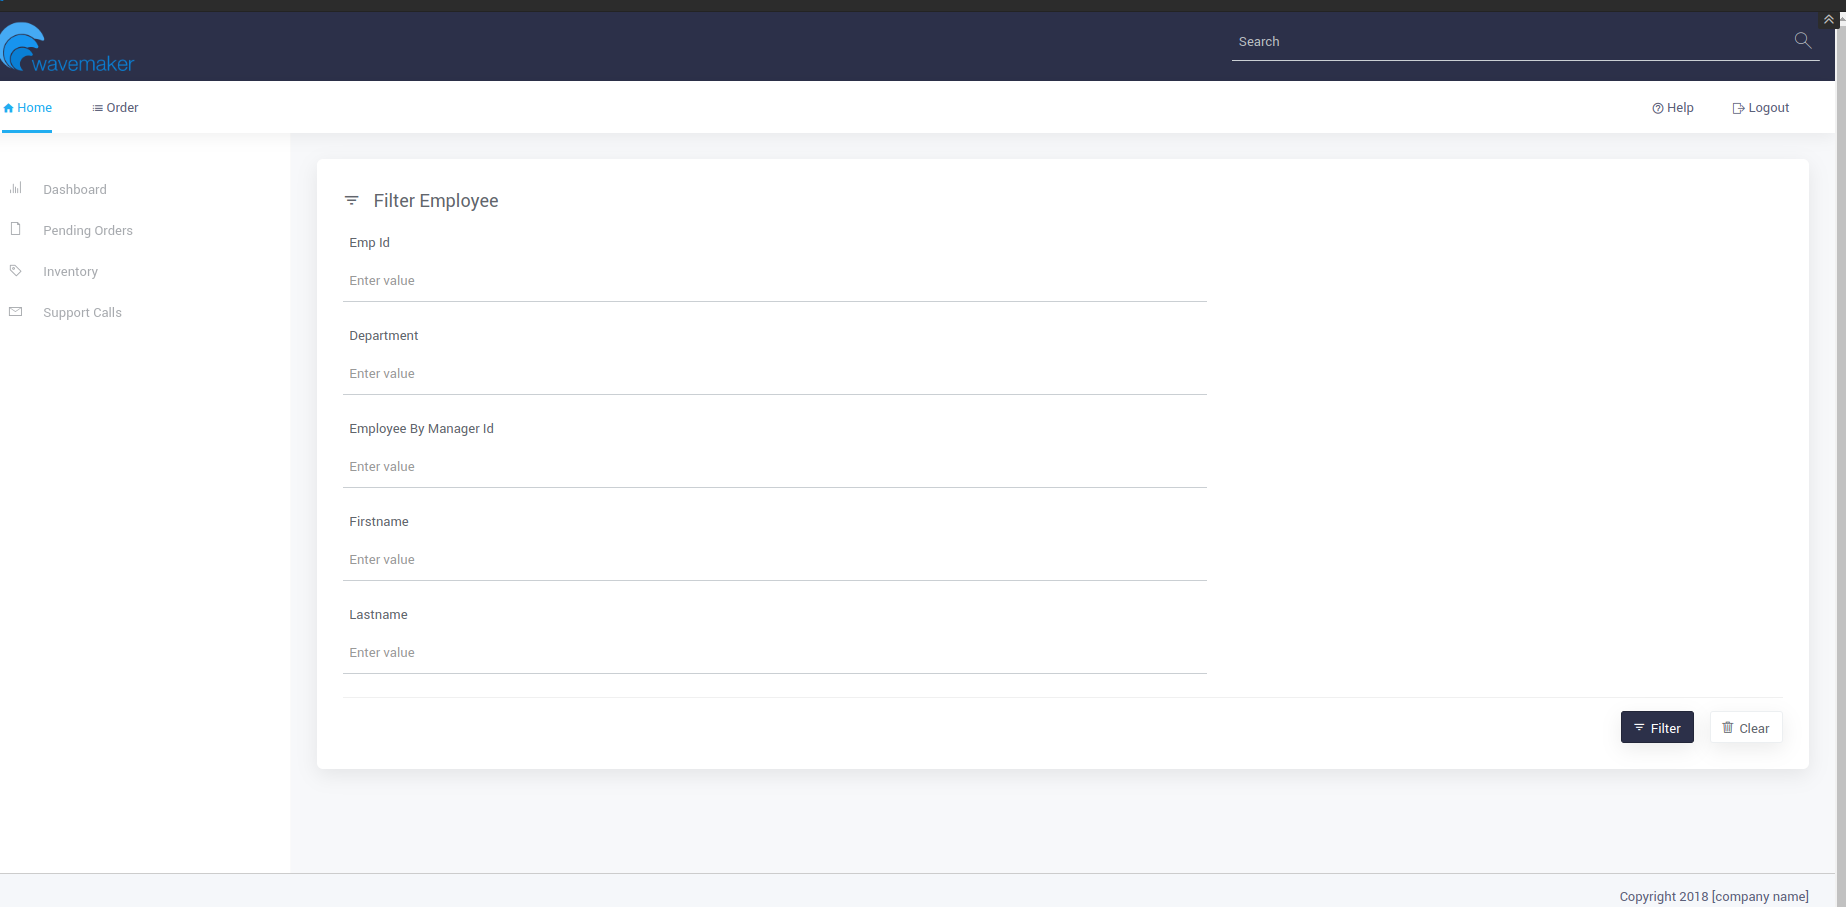 wavemaker
Search
Home
Order
Help
Logout
Dashboard
Pending Orders
Inventory
Support Calls
Filter Employee
Emp Id
Enter value
Department
Enter value
Employee By Manager Id
Enter value
Firstname
Enter value
Lastname
Enter value
Filter
Clear
Copyright 2018 [company name]